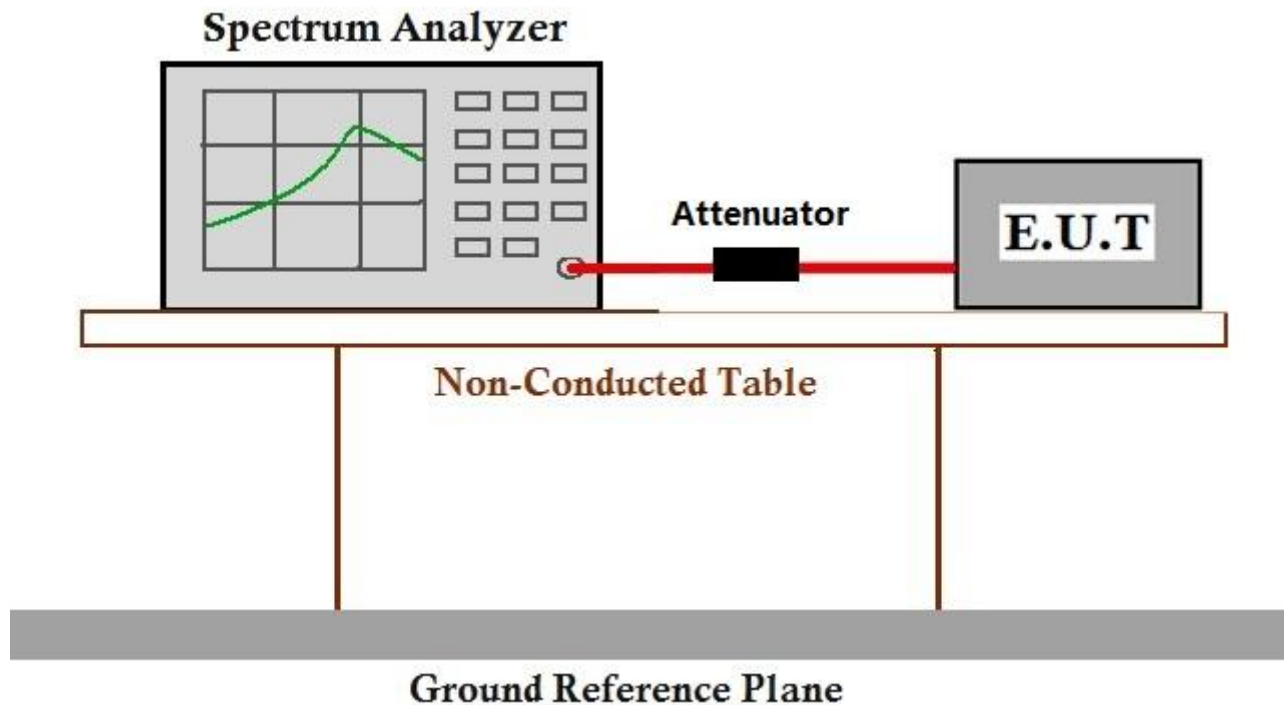 Spectrum Analyzer
Attenuator
E.U.T
Non-Conducted Table
Ground Reference Plane